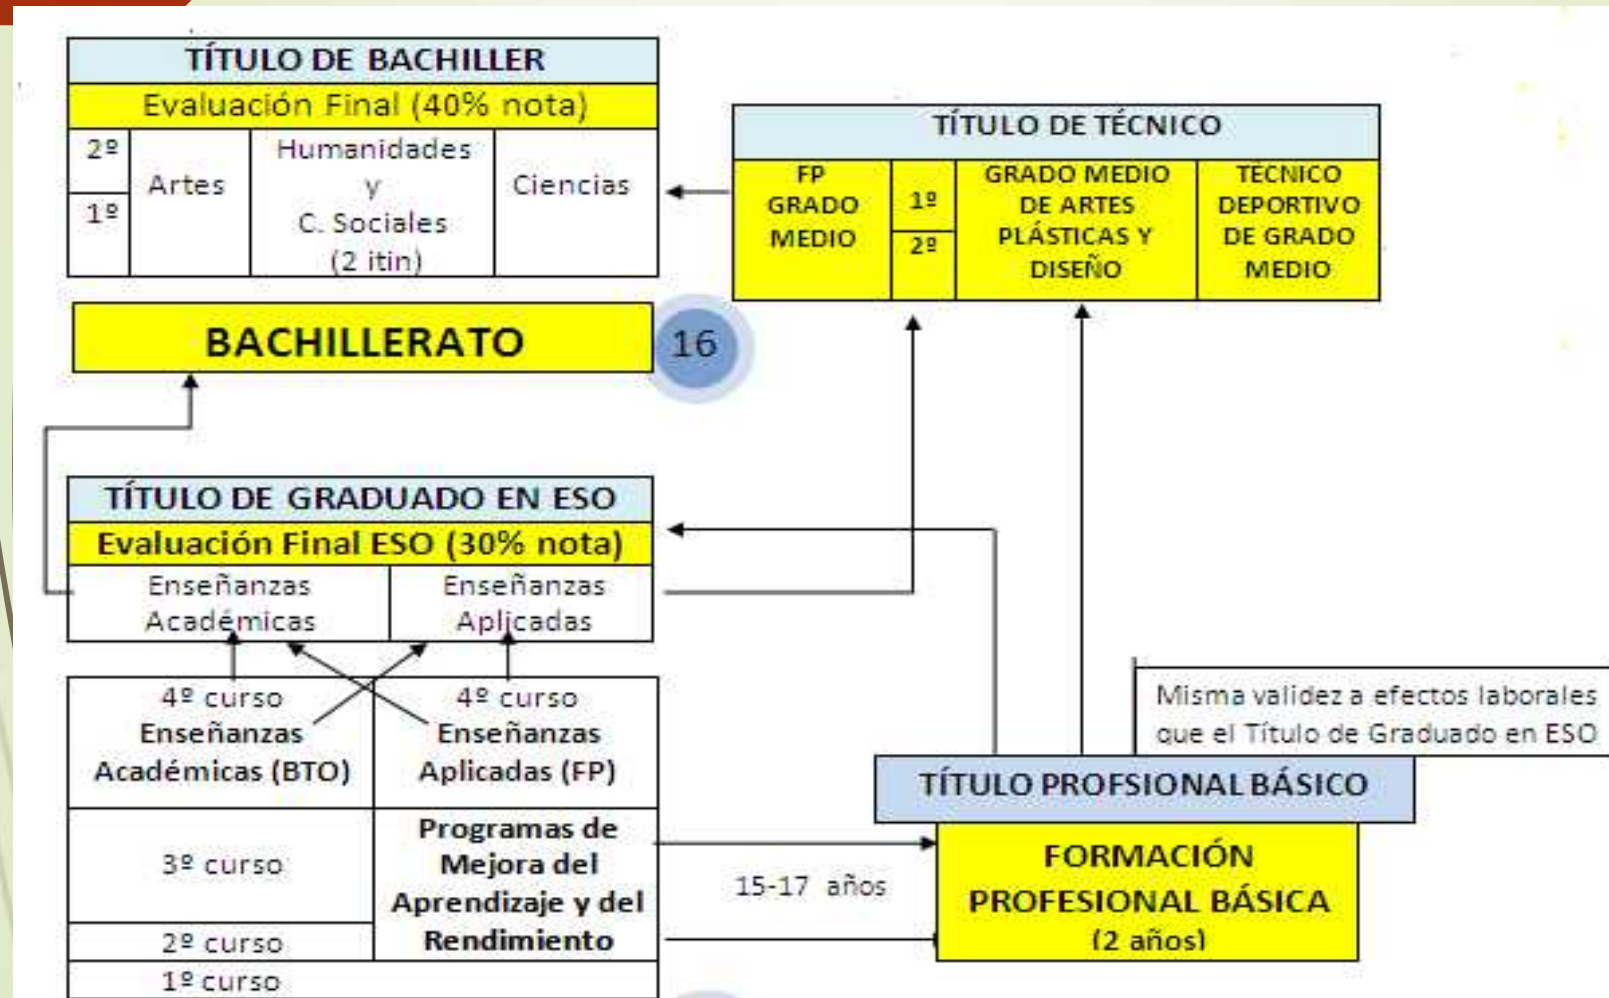 TÍTULO DE BACHILLER
Evaluación Final (40% nota)
2º
1º
Artes
Humanidades
y
C. Sociales
(2 itin)
Ciencias
TÍTULO DE TÉCNICO
FP
GRADO
MEDIO
1º
2º
GRADO MEDIO
DE ARTES
PLÁSTICAS Y
DISEÑO
TÉCNICO
DEPORTIVO
DE GRADO
MEDIO
BACHILLERATO
16
TÍTULO DE GRADUADO EN ESO
Evaluación Final ESO (30% nota)
Enseñanzas
Académicas
Enseñanzas
Aplicadas
4º curso
Enseñanzas
Académicas (BTO)
4º curso
Enseñanzas
Aplicadas (FP)
3º curso
2º curso
1º curso
Programas de
Mejora del
Aprendizaje y del
Rendimiento
15-17 años
Misma validez a efectos laborales
que el Título de Graduado en ESO
TÍTULO PROFSIONAL BÁSICO
FORMACIÓN
PROFESIONAL BÁSICA
(2 años)